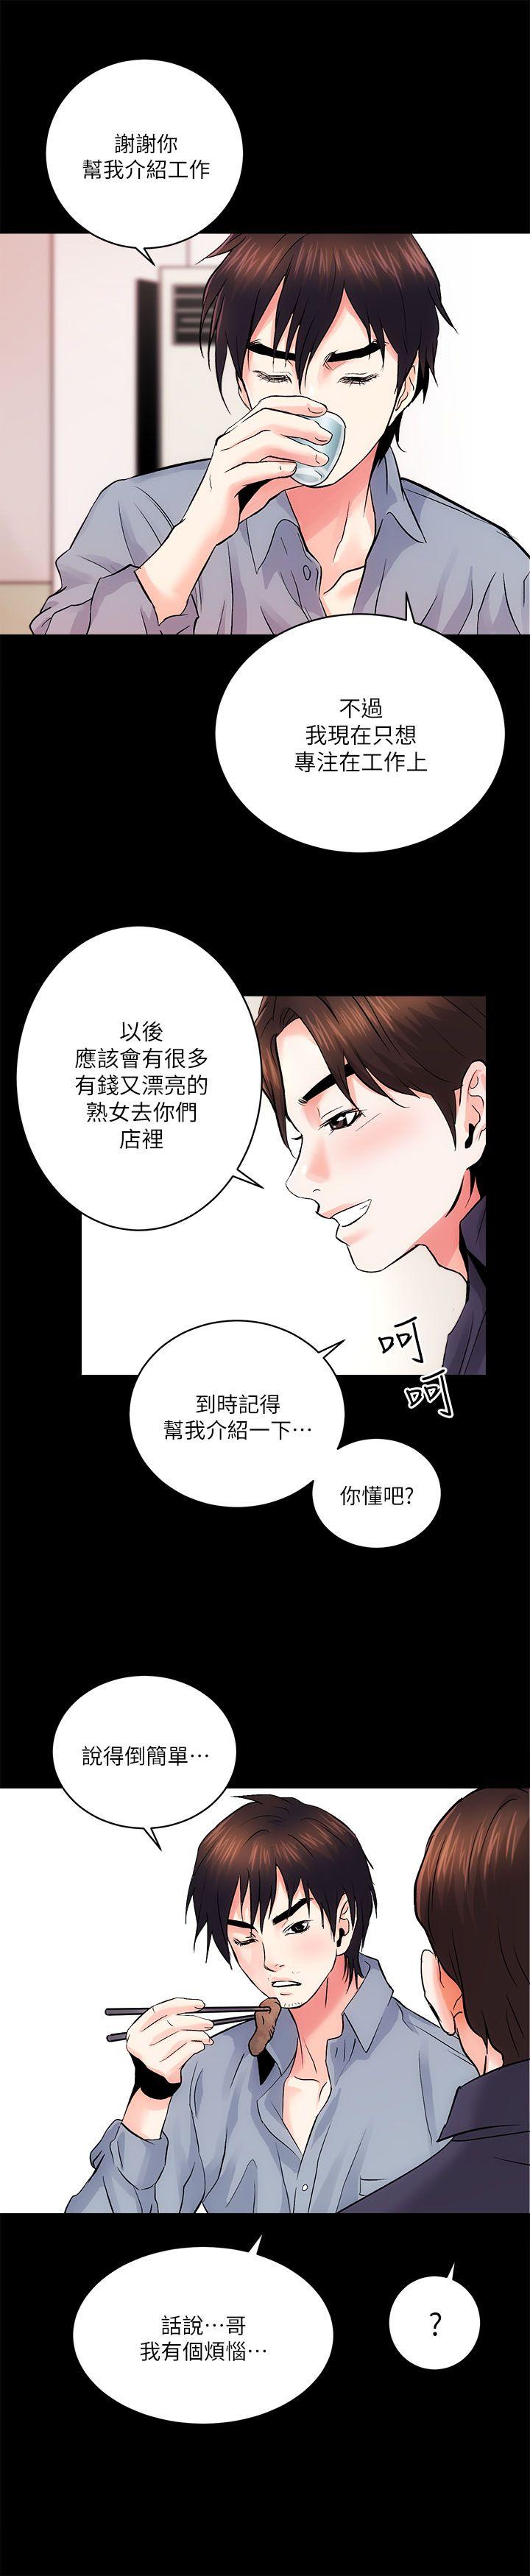 謝謝你
幫我介紹工作
不過
我現在只想
專注在工作上
以後
應該會有很多
有錢又漂亮的
熟女去你們
店裡
呵
呵
到時記得
幫我介紹一下…
你懂吧?
說得倒簡單…
話說…哥
我有個煩惱…
?